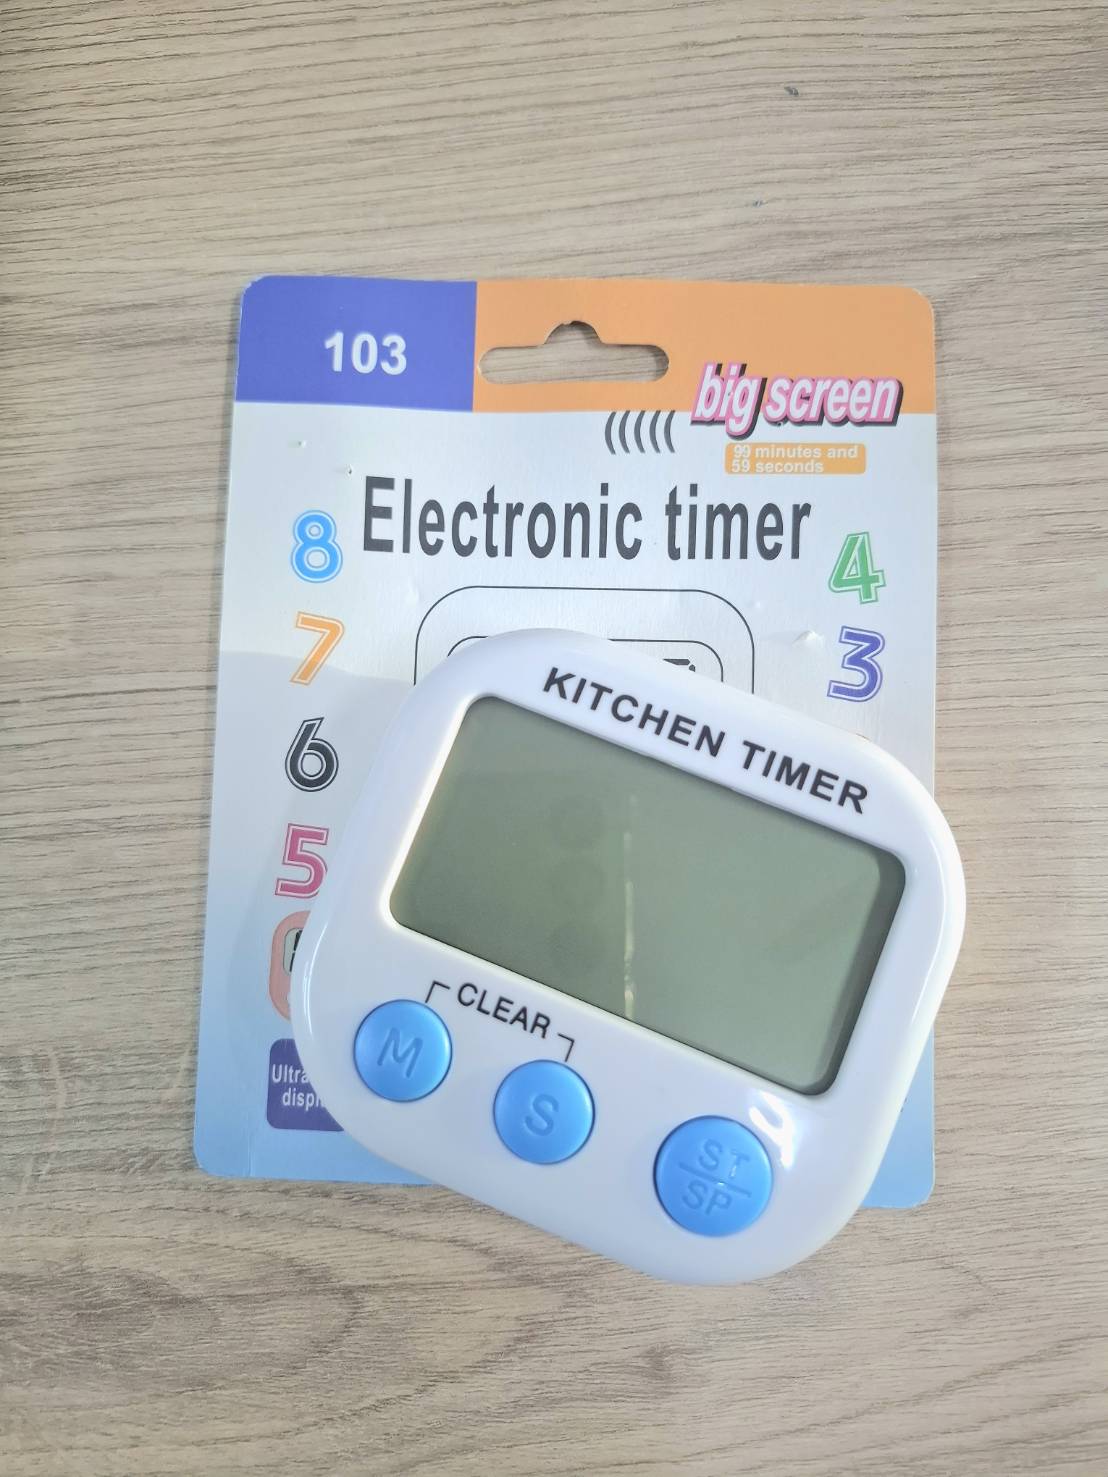 103
big screen
99 minutes and
59 seconds
Electronic timer
8
4
7
3
6
5
KITCHEN TIMER
CLEAR
M
S
ST
SP